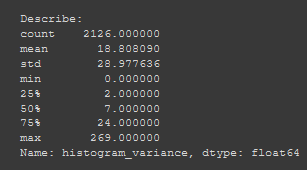 Describe:
count    2126.000000
mean       18.808090
std        28.977636
min         0.000000
25%         2.000000
50%         7.000000
75%        24.000000
max       269.000000
Name: histogram_variance, dtype: float64